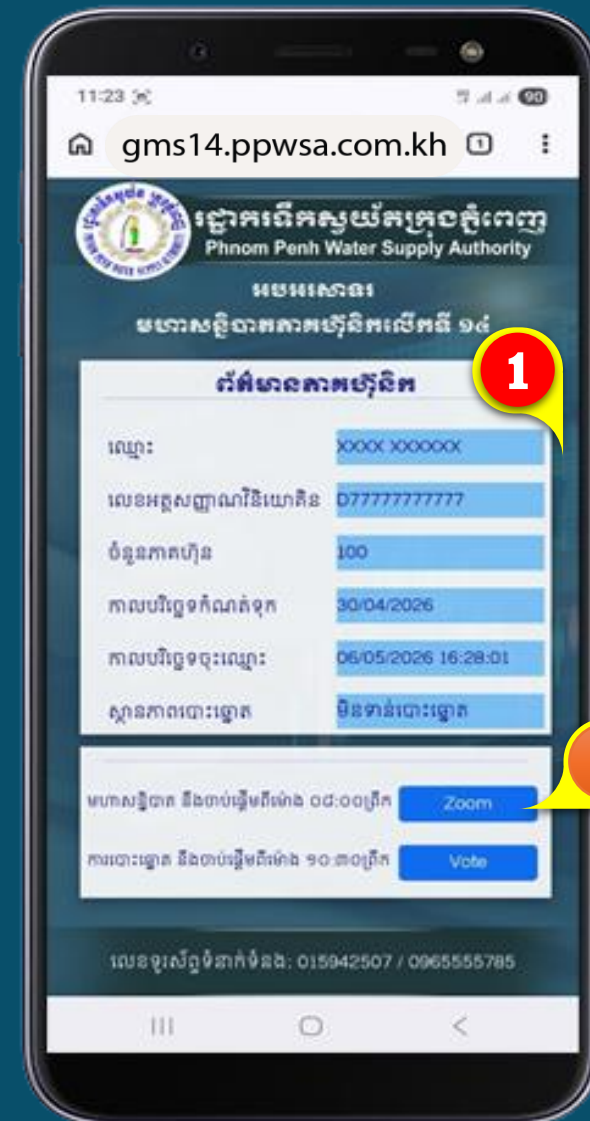 11:23
90
gms14.ppwsa.com.kh
1
រដ្ឋាករទឹកស្វយ័តក្រុងភ្នំពេញ
Phnom Penh Water Supply Authority
អបអរសាទរ
មហាសន្និបាតភាគហ៊ុនិកលើកទី ១៤
ព័ត៌មានភាគហ៊ុនិក
1
ឈ្មោះ XXXX XXXXXX
លេខអត្តសញ្ញាណវិនិយោគិន D77777777777
ចំនួនភាគហ៊ុន 100
កាលបរិច្ឆេទកំណត់ទុក 30/04/2026
កាលបរិច្ឆេទចុះឈ្មោះ 06/05/2026 16:28:01
ស្ថានភាពបោះឆ្នោត មិនទាន់បោះឆ្នោត
មហាសន្និបាត នឹងចាប់ផ្តើមពីម៉ោង ០៨:០០ព្រឹក Zoom
ការបោះឆ្នោត នឹងចាប់ផ្តើមពីម៉ោង ១០:៣០ព្រឹក Vote
លេខទូរស័ព្ទទំនាក់ទំនង: 015942507 / 0965555785